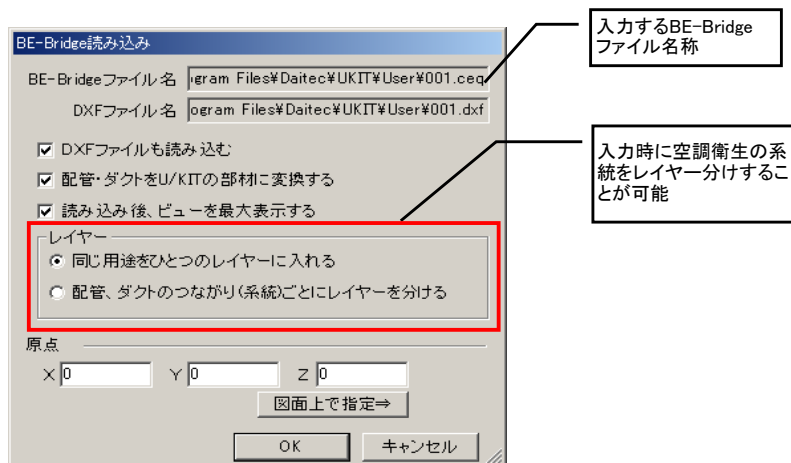 BE-Bridge読み込み
BE-Bridgeファイル名 gram Files¥Daitec¥UKIT¥User¥001.ceq
DXFファイル名 ogram Files¥Daitec¥UKIT¥User¥001.dxf
DXFファイルも読み込む
配管・ダクトをU/KITの部材に変換する
読み込み後、ビューを最大表示する
レイヤー
同じ用途をひとつのレイヤーに入れる
配管、ダクトのつながり(系統)ごとにレイヤーを分ける
原点
X 0 Y 0 Z 0
図面上で指定⇒
OK キャンセル
入力するBE-Bridge
ファイル名称
入力時に空調衛生の系
統をレイヤー分けするこ
とが可能